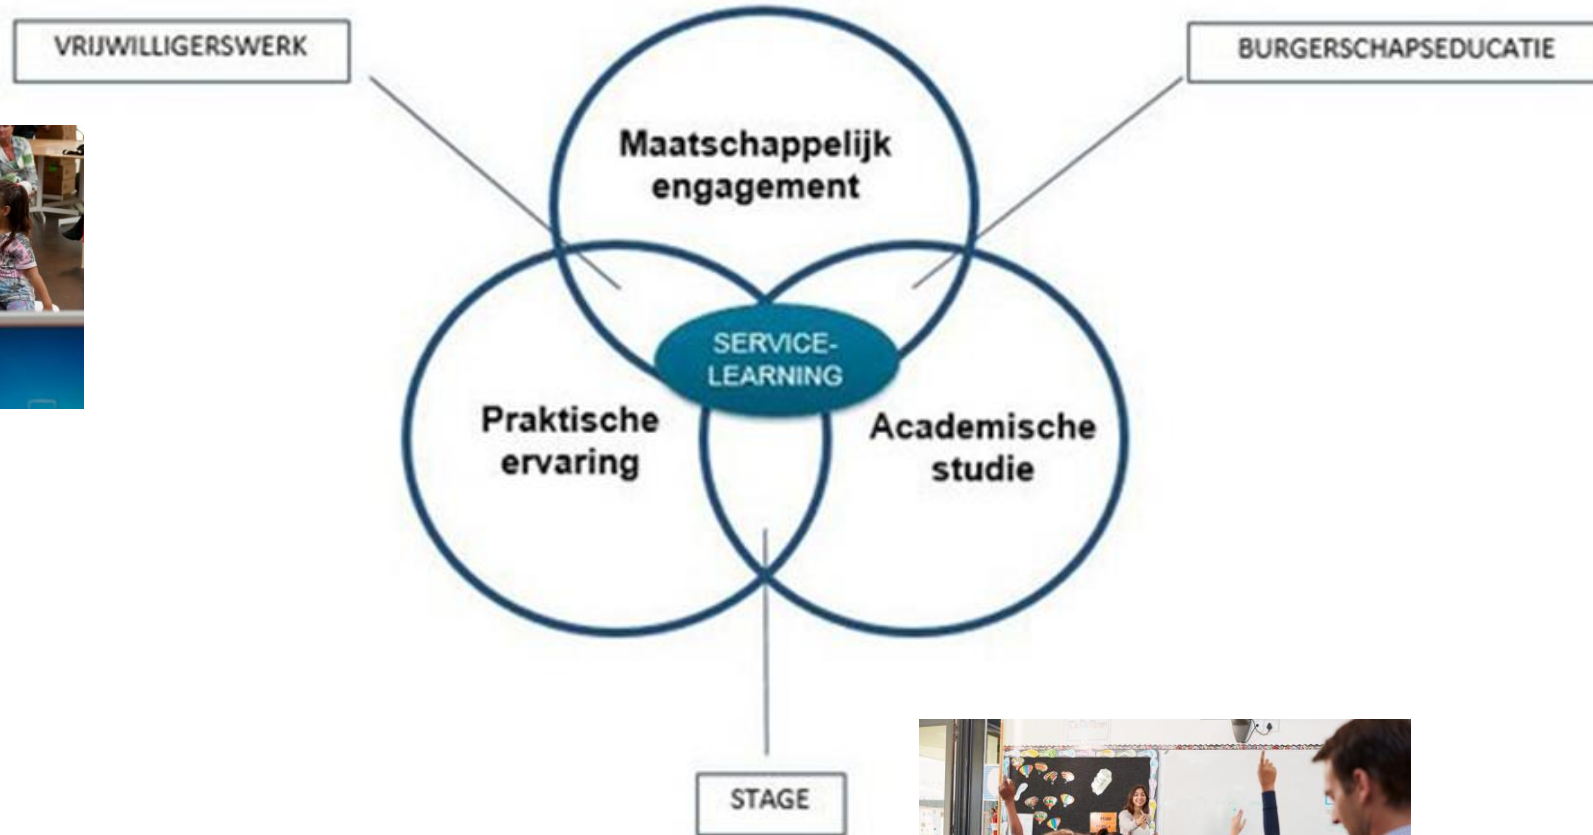 VRIJWILLIGERSWERK
BURGERSCHAPSEDUCATIE
Maatschappelijk
engagement
SERVICE-
LEARNING
Praktische
ervaring
Academische
studie
STAGE